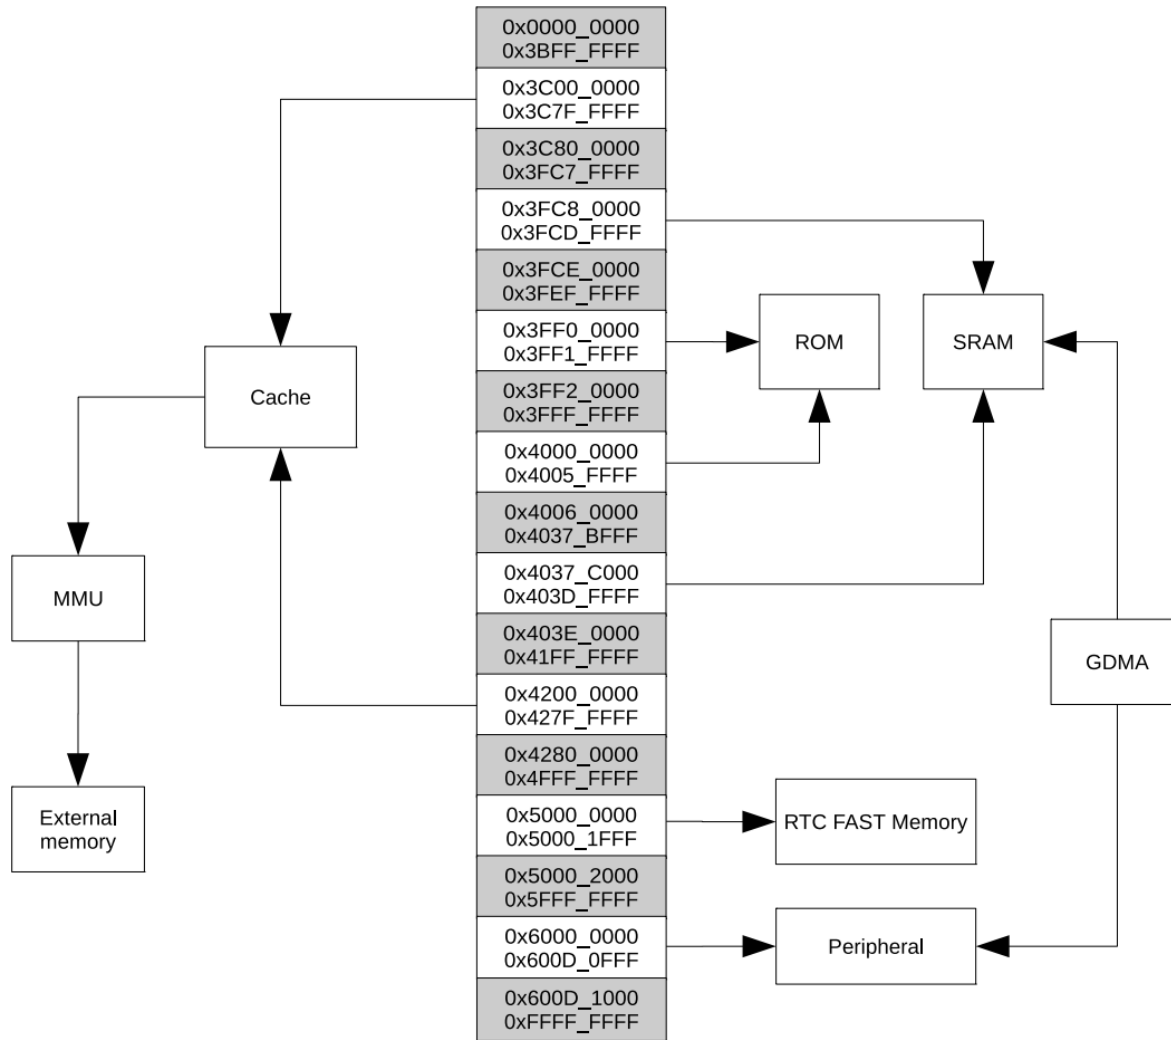 0x0000_0000
0x3BFF_FFFF
0x3C00_0000
0x3C7F_FFFF
0x3C80_0000
0x3FC7_FFFF
0x3FC8_0000
0x3FCD_FFFF
0x3FCE_0000
0x3FEF_FFFF
0x3FF0_0000
0x3FF1_FFFF
0x3FF2_0000
0x3FFF_FFFF
0x4000_0000
0x4005_FFFF
0x4006_0000
0x4037_BFFF
0x4037_C000
0x403D_FFFF
0x403E_0000
0x41FF_FFFF
0x4200_0000
0x427F_FFFF
0x4280_0000
0x4FFF_FFFF
0x5000_0000
0x5000_1FFF
0x5000_2000
0x5FFF_FFFF
0x6000_0000
0x600D_0FFF
0x600D_1000
0xFFFF_FFFF
Cache
MMU
External
memory
ROM
SRAM
GDMA
RTC FAST Memory
Peripheral